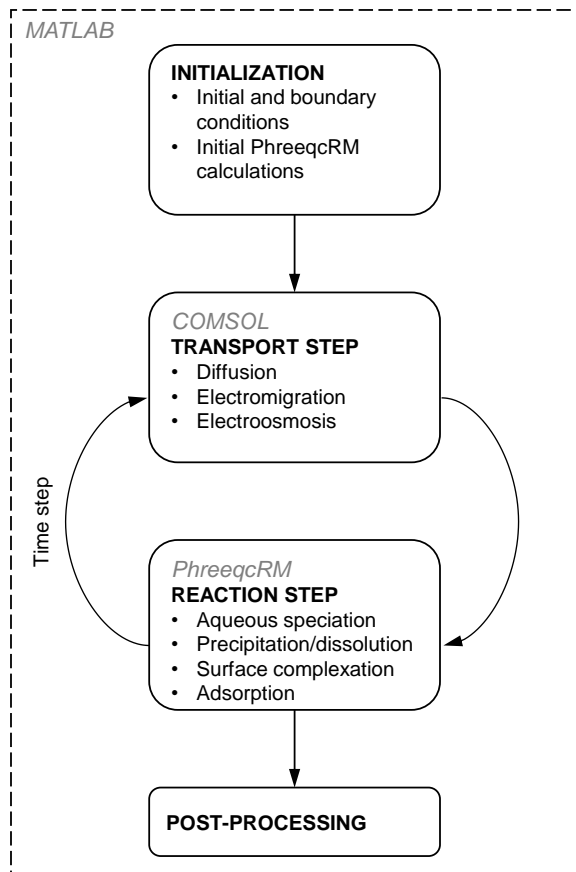 MATLAB
INITIALIZATION
• Initial and boundary
conditions
• Initial PhreeqcRM
calculations
COMSOL
TRANSPORT STEP
• Diffusion
• Electromigration
• Electroosmosis
Time step
PhreeqcRM
REACTION STEP
• Aqueous speciation
• Precipitation/dissolution
• Surface complexation
• Adsorption
POST-PROCESSING